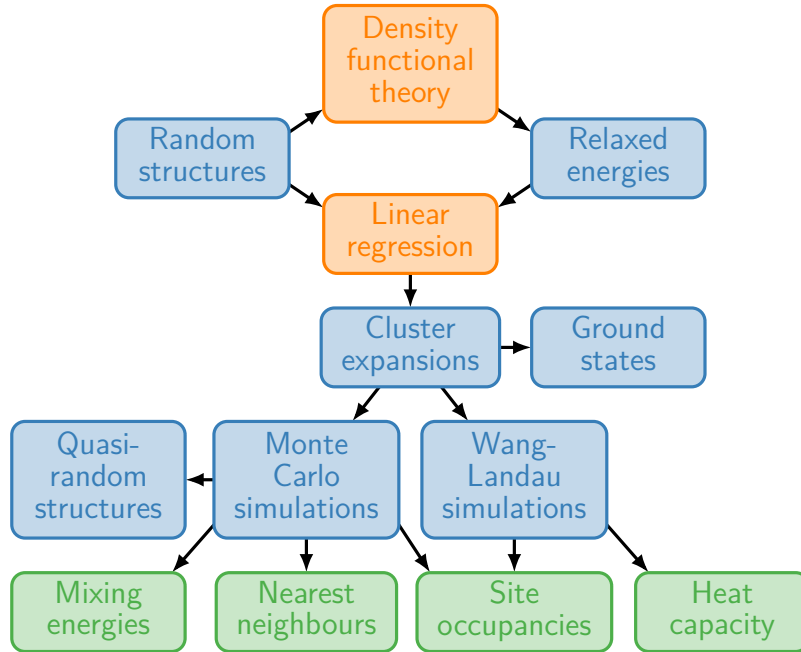 Density
functional
theory
Random
structures
Relaxed
energies
Linear
regression
Cluster
expansions
Ground
states
Quasi-
random
structures
Monte
Carlo
simulations
Wang-
Landau
simulations
Mixing
energies
Nearest
neighbours
Site
occupancies
Heat
capacity